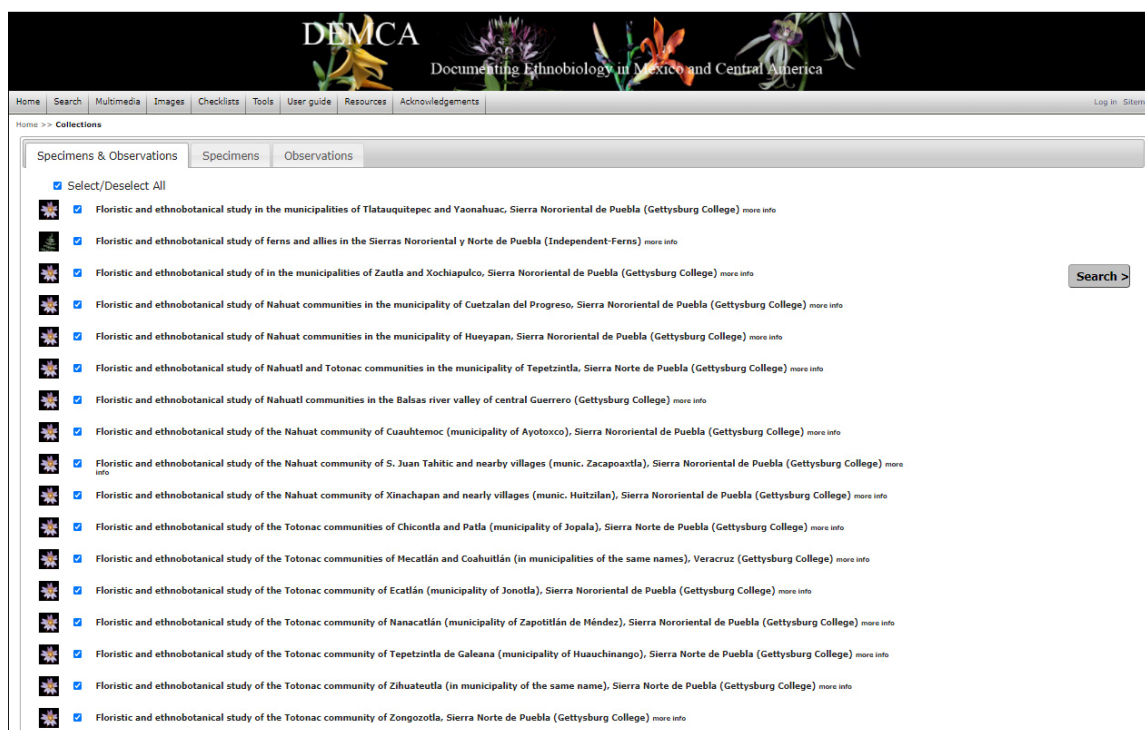 DEMCA
Documenting Ethnobiology in México and Central America
Home Search Multimedia Images Checklists Tools User guide Resources Acknowledgements Log in Sitem
Home >> Collections
Specimens & Observations Specimens Observations
Select/Deselect All
Floristic and ethnobotanical study in the municipalities of Tlatauquitepec and Yaonahuac, Sierra Nororiental de Puebla (Gettysburg College) more info
Floristic and ethnobotanical study of ferns and allies in the Sierras Nororiental y Norte de Puebla (Independent-Ferns) more info
Floristic and ethnobotanical study of in the municipalities of Zautla and Xochiapulco, Sierra Nororiental de Puebla (Gettysburg College) more info
Search >
Floristic and ethnobotanical study of Nahuat communities in the municipality of Cuetzalan del Progreso, Sierra Nororiental de Puebla (Gettysburg College) more info
Floristic and ethnobotanical study of Nahuat communities in the municipality of Hueyapan, Sierra Nororiental de Puebla (Gettysburg College) more info
Floristic and ethnobotanical study of Nahuatl and Totonac communities in the municipality of Tepetzintla, Sierra Norte de Puebla (Gettysburg College) more info
Floristic and ethnobotanical study of Nahuatl communities in the Balsas river valley of central Guerrero (Gettysburg College) more info
Floristic and ethnobotanical study of the Nahuat community of Cuauhtemoc (municipality of Ayotoxco), Sierra Nororiental de Puebla (Gettysburg College) more info
Floristic and ethnobotanical study of the Nahuat community of S. Juan Tahitic and nearby villages (munic. Zacapoaxtla), Sierra Nororiental de Puebla (Gettysburg College) more
info
Floristic and ethnobotanical study of the Nahuat community of Xinachapan and nearly villages (munic. Huitzilan), Sierra Nororiental de Puebla (Gettysburg College) more info
Floristic and ethnobotanical study of the Totonac communities of Chicontla and Patla (municipality of Jopala), Sierra Norte de Puebla (Gettysburg College) more info
Floristic and ethnobotanical study of the Totonac communities of Mecatlán and Coahuitlán (in municipalities of the same names), Veracruz (Gettysburg College) more info
Floristic and ethnobotanical study of the Totonac community of Ecatlán (municipality of Jonotla), Sierra Nororiental de Puebla (Gettysburg College) more info
Floristic and ethnobotanical study of the Totonac community of Nanacatlán (municipality of Zapotitlán de Méndez), Sierra Nororiental de Puebla (Gettysburg College) more info
Floristic and ethnobotanical study of the Totonac community of Tepetzintla de Galeana (municipality of Huauchinango), Sierra Norte de Puebla (Gettysburg College) more info
Floristic and ethnobotanical study of the Totonac community of Zihuateutla (in municipality of the same name), Sierra Norte de Puebla (Gettysburg College) more info
Floristic and ethnobotanical study of the Totonac community of Zongozotla, Sierra Norte de Puebla (Gettysburg College) more info